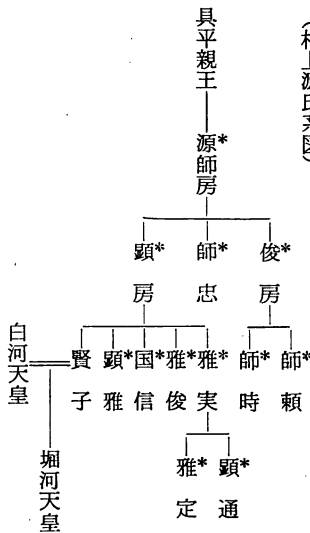 (村上源氏系図)
具平親王
源師房*
俊房*
師忠*
顕房*
師頼*
師時*
雅実*
雅俊*
国信*
顕雅*
賢子
白河天皇
顕通*
雅定*
堀河天皇